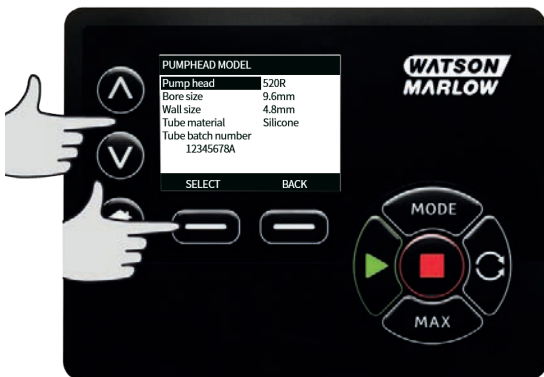 WATSON
MARLOW
PUMPHEAD MODEL
Pump head 520R
Bore size 9.6mm
Wall size 4.8mm
Tube material Silicone
Tube batch number
12345678A
SELECT BACK
MODE
MAX